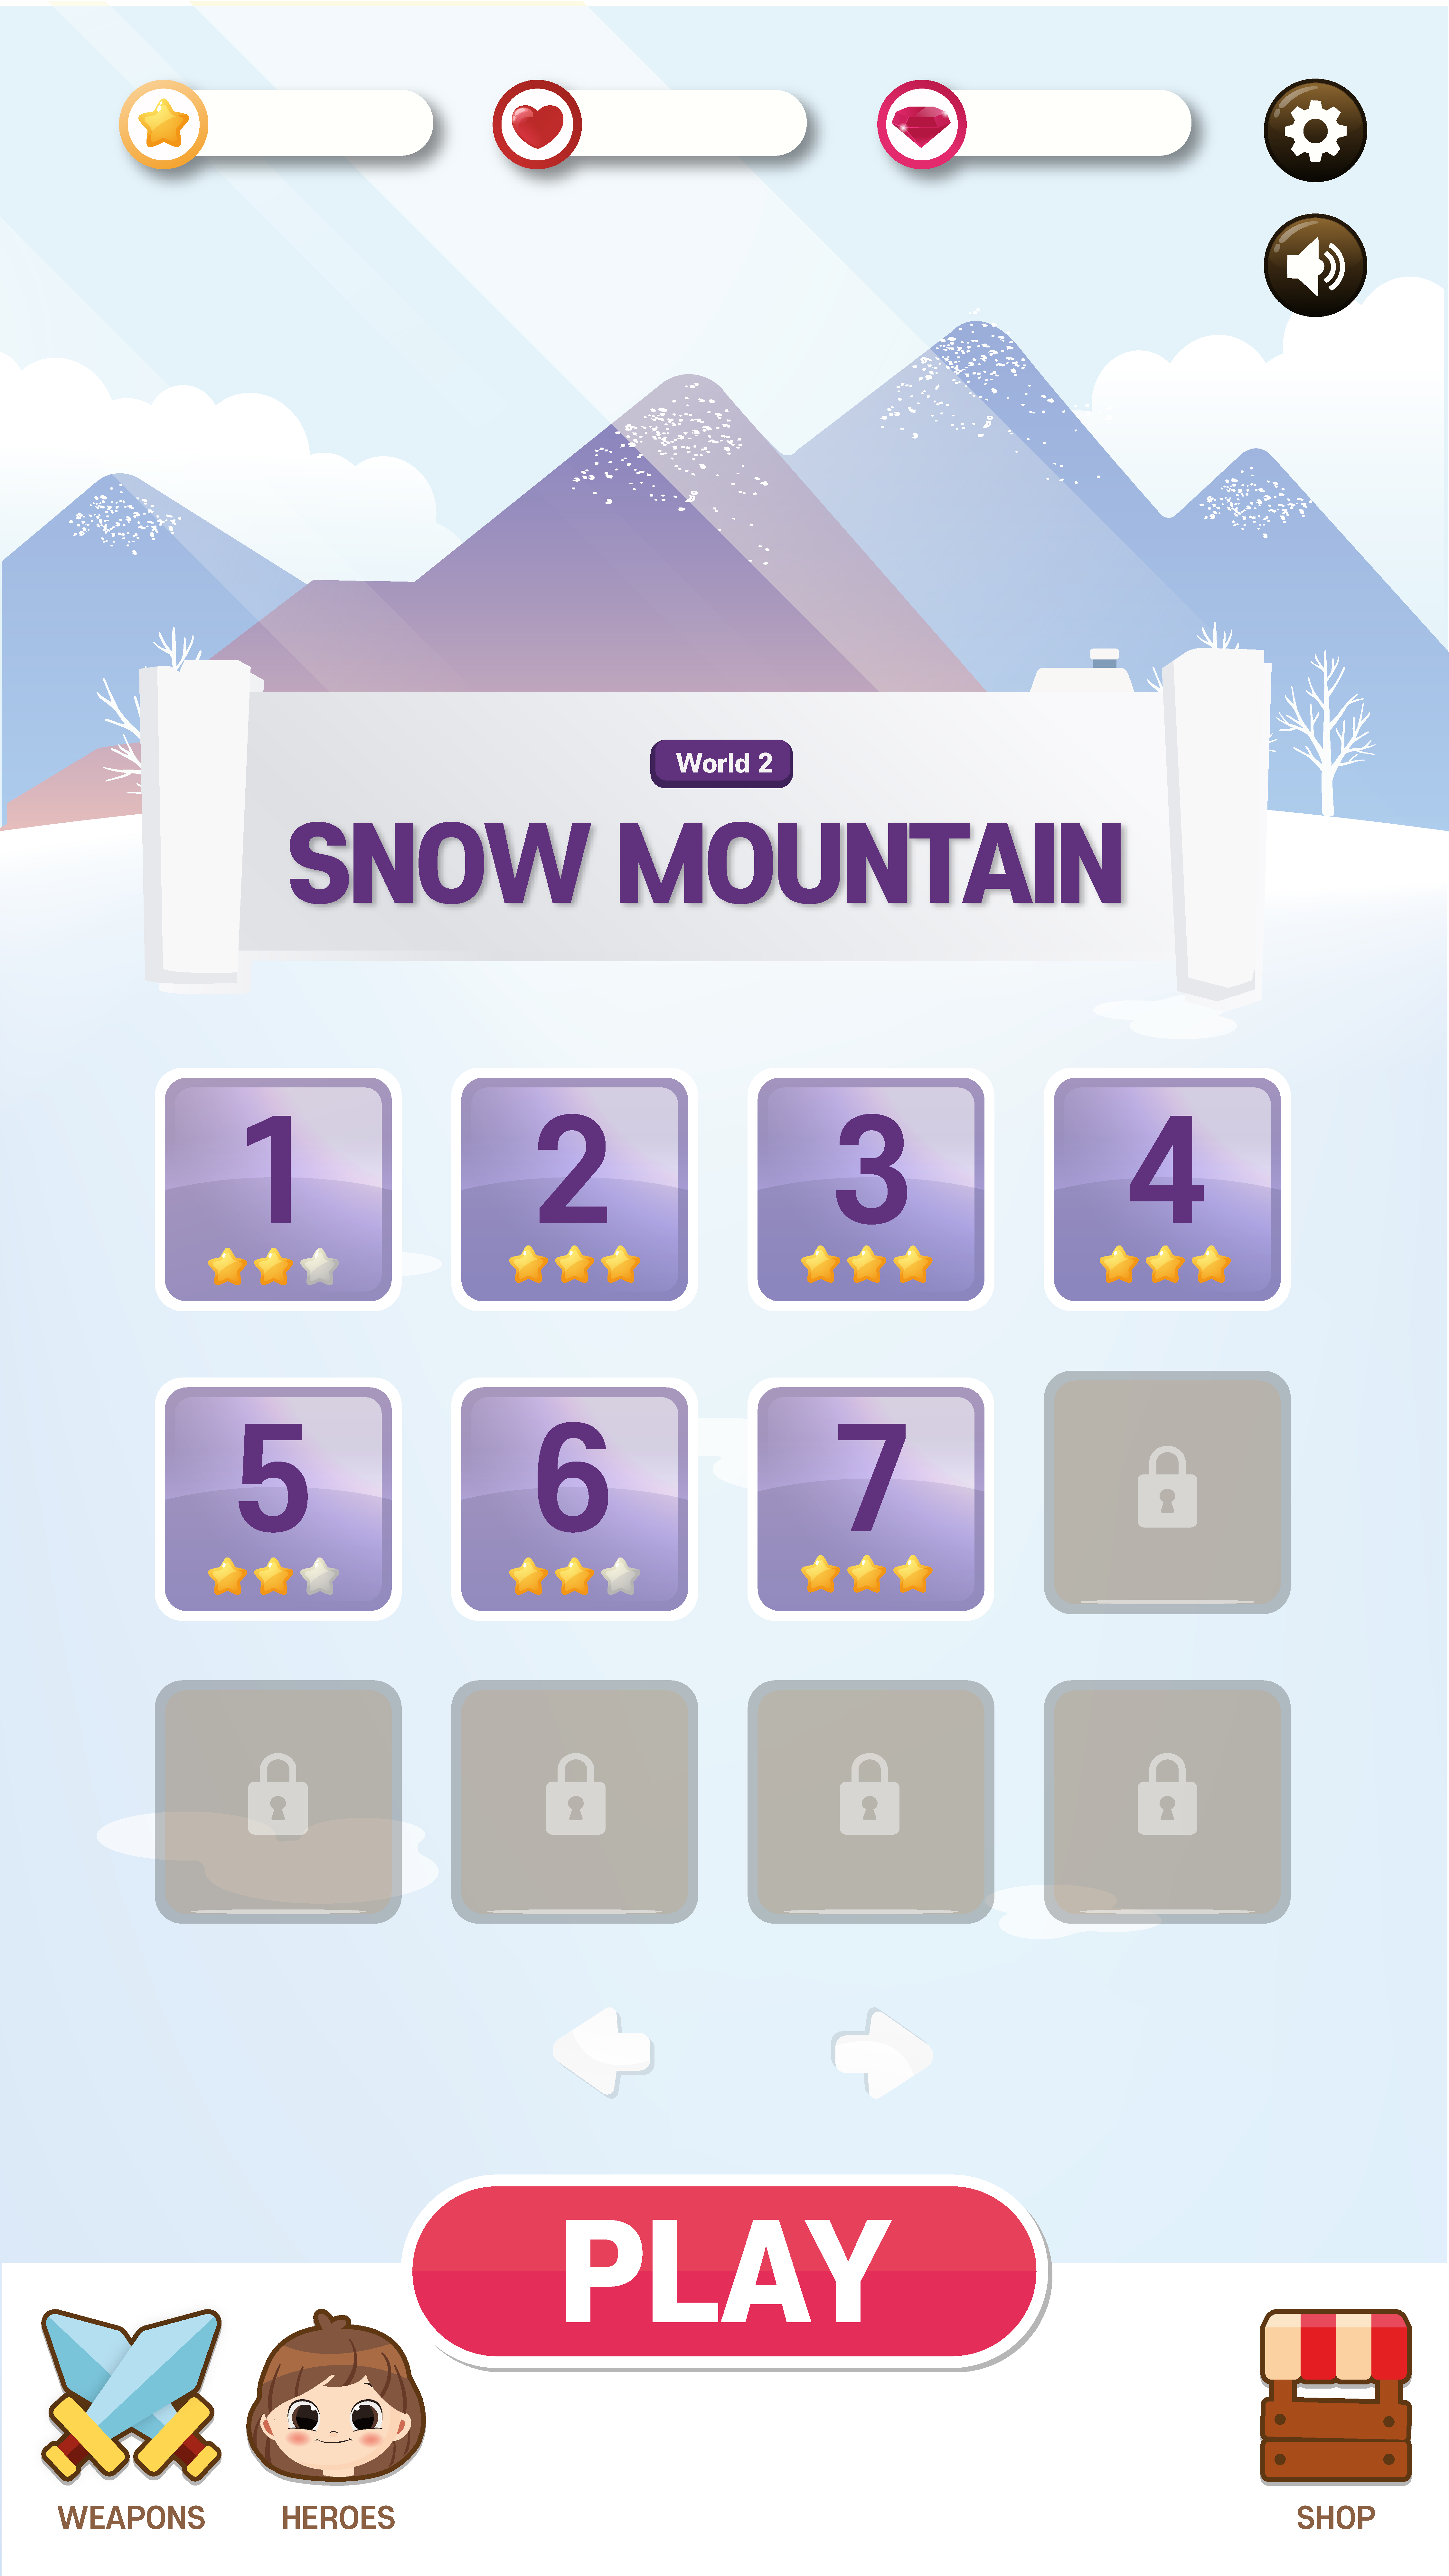 World 2
SNOW MOUNTAIN
1 2 3 4
5 6 7
PLAY
WEAPONS HEROES SHOP